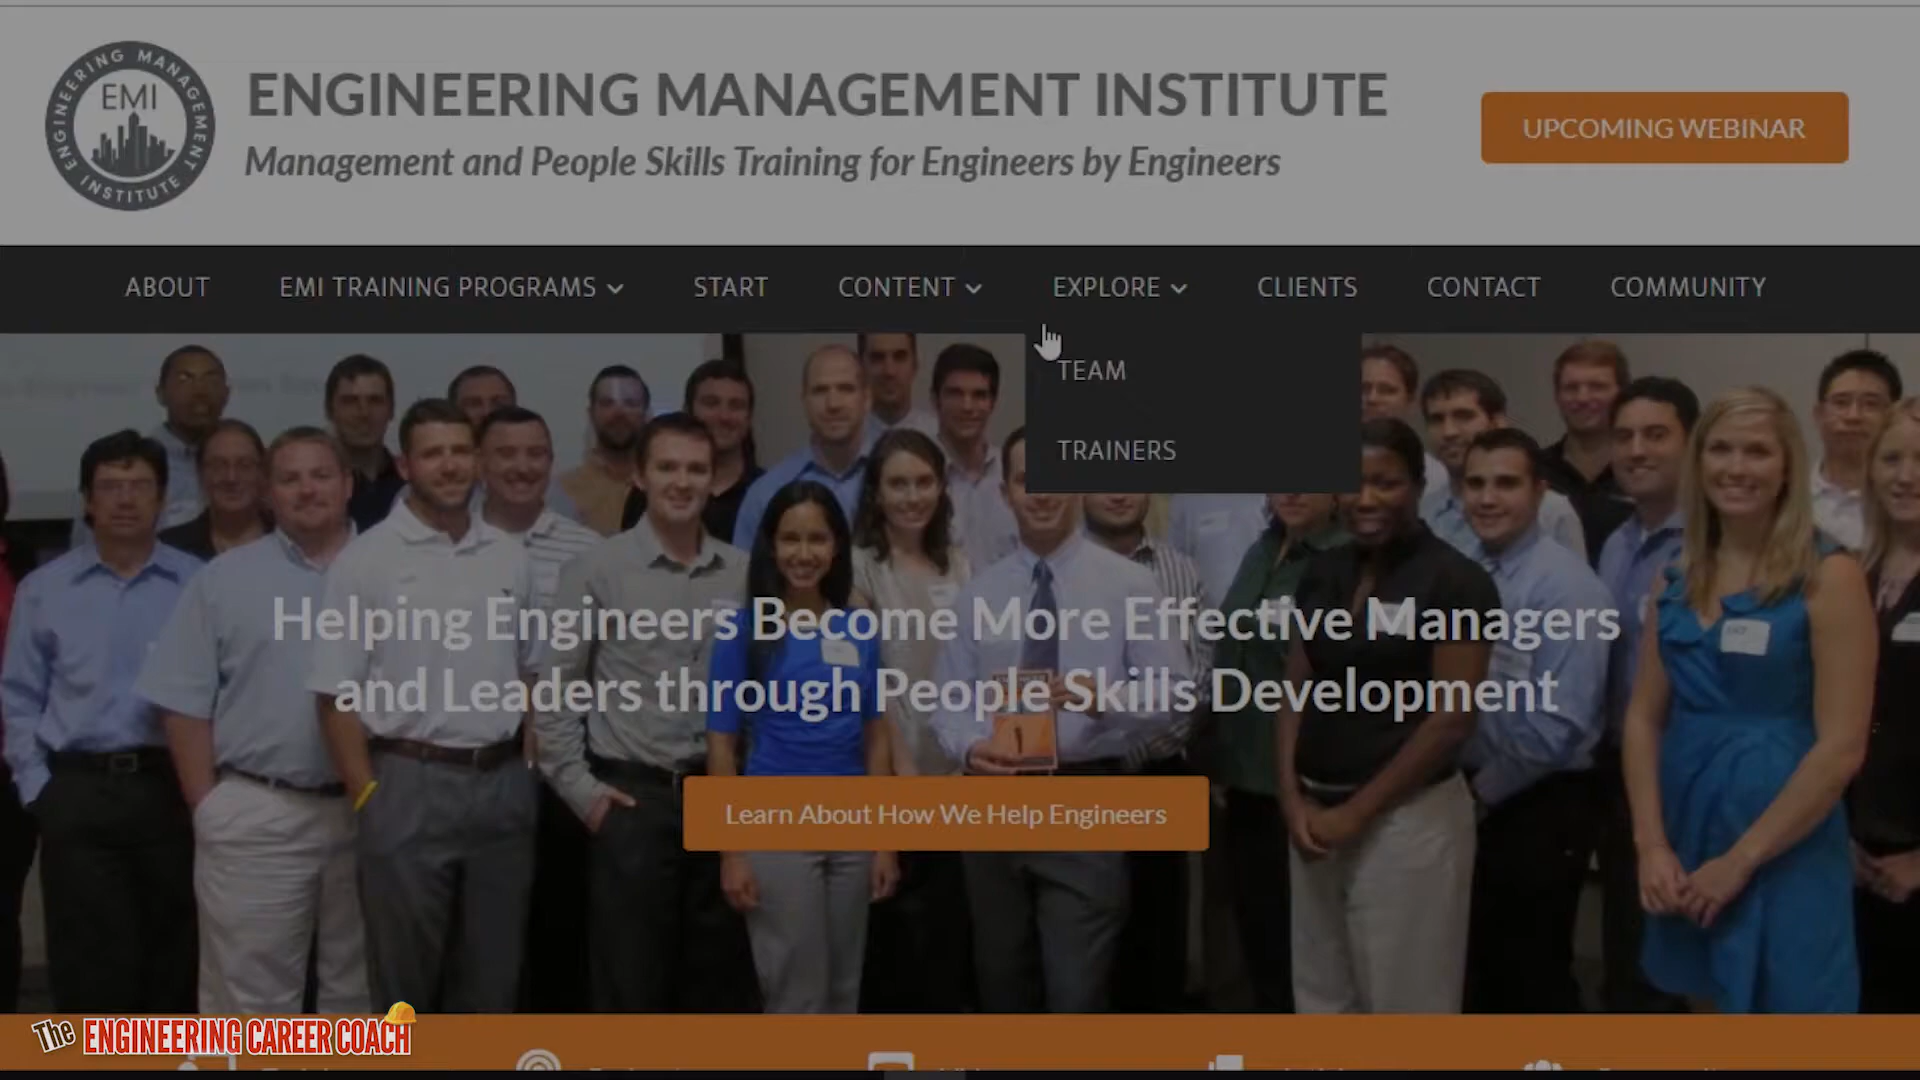 ENGINEERING MANAGEMENT INSTITUTE
EMI
ENGINEERING MANAGEMENT INSTITUTE
Management and People Skills Training for Engineers by Engineers
UPCOMING WEBINAR
ABOUT EMI TRAINING PROGRAMS START CONTENT EXPLORE CLIENTS CONTACT COMMUNITY
TEAM
TRAINERS
Helping Engineers Become More Effective Managers
and Leaders through People Skills Development
Learn About How We Help Engineers
The ENGINEERING CAREER COACH